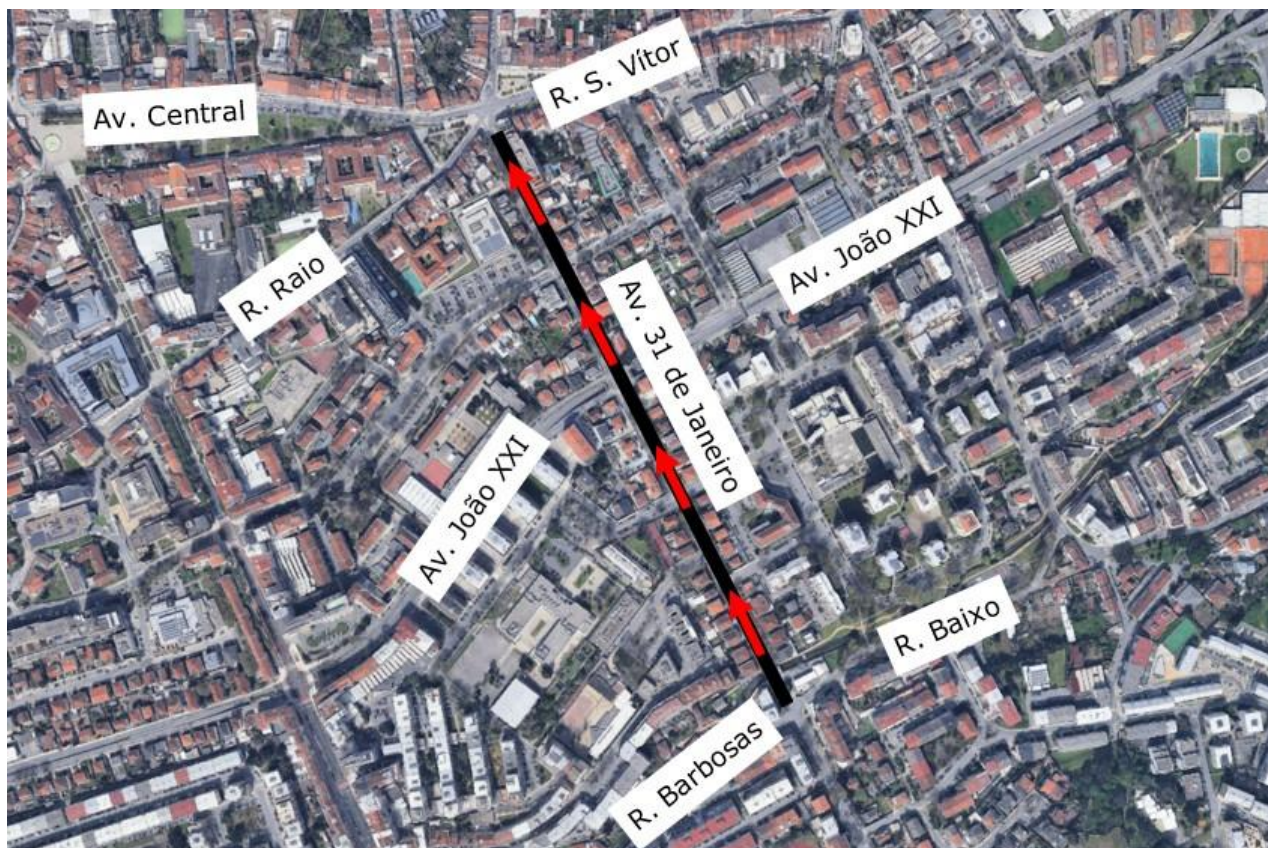 R. S. Vítor
Av. Central
Av. João XXI
R. Raio
Av. 31 de Janeiro
Av. João XXI
R. Baixo
R. Barbosas